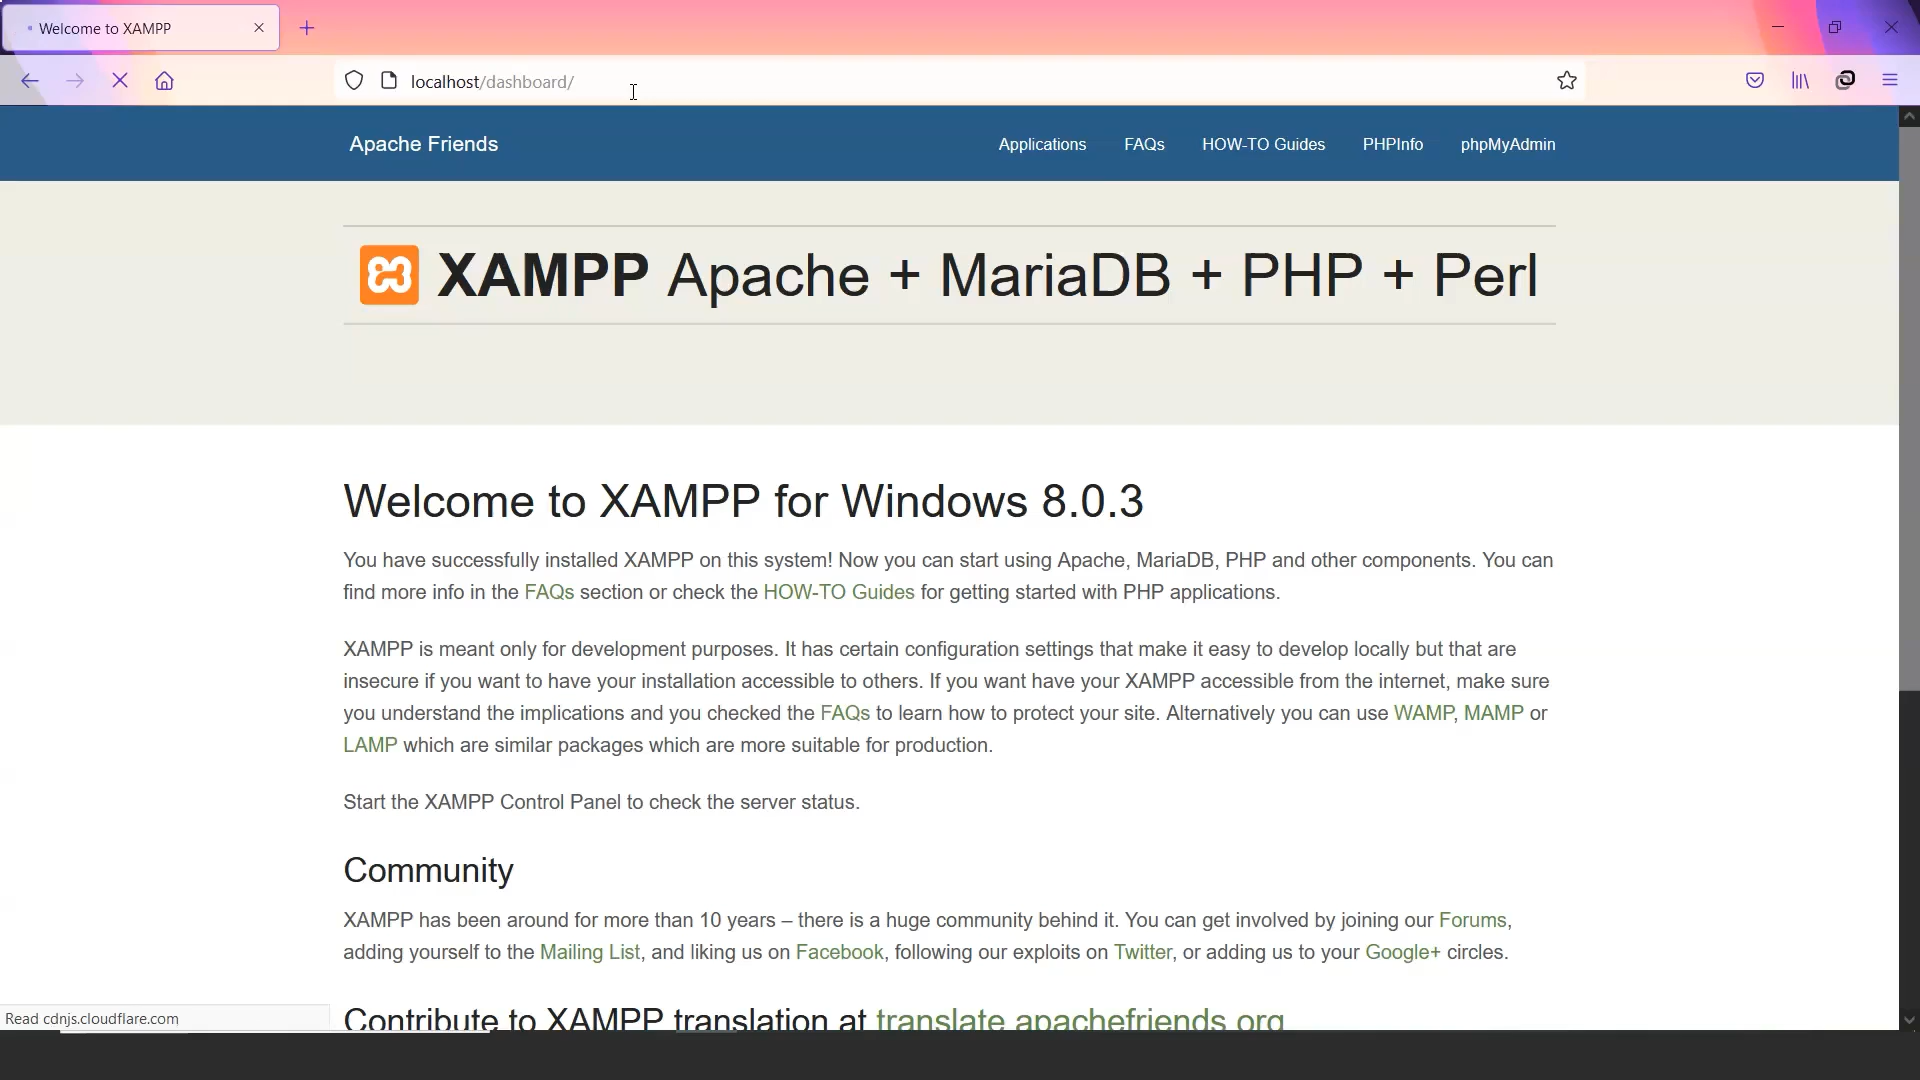 Welcome to XAMPP
localhost/dashboard/
Apache Friends
Applications
FAQs
HOW-TO Guides
PHPInfo
phpMyAdmin
XAMPP Apache + MariaDB + PHP + Perl
Welcome to XAMPP for Windows 8.0.3
You have successfully installed XAMPP on this system! Now you can start using Apache, MariaDB, PHP and other components. You can
find more info in the FAQs section or check the HOW-TO Guides for getting started with PHP applications.
XAMPP is meant only for development purposes. It has certain configuration settings that make it easy to develop locally but that are
insecure if you want to have your installation accessible to others. If you want have your XAMPP accessible from the internet, make sure
you understand the implications and you checked the FAQs to learn how to protect your site. Alternatively you can use WAMP, MAMP or
LAMP which are similar packages which are more suitable for production.
Start the XAMPP Control Panel to check the server status.
Community
XAMPP has been around for more than 10 years – there is a huge community behind it. You can get involved by joining our Forums,
adding yourself to the Mailing List, and liking us on Facebook, following our exploits on Twitter, or adding us to your Google+ circles.
Contribute to XAMPP translation at translate.apachefriends.org
Read cdnjs.cloudflare.com